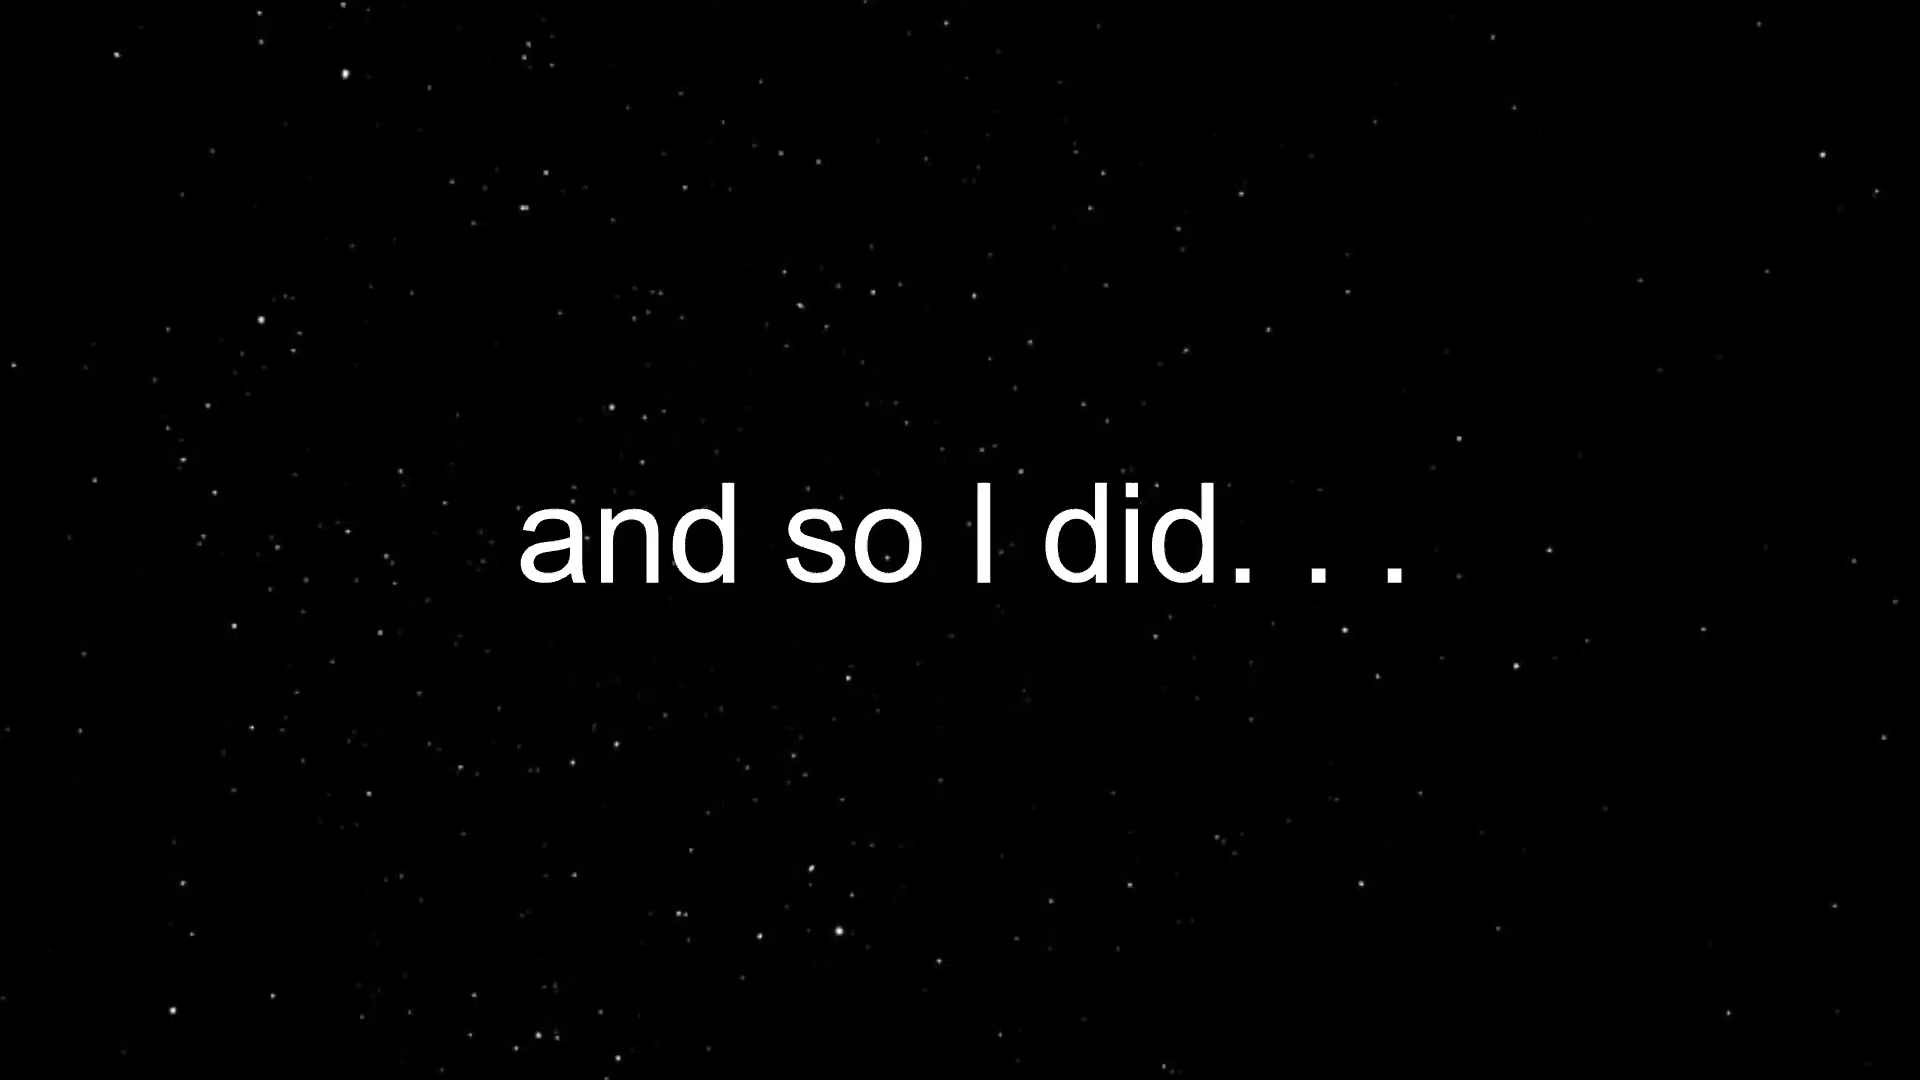 and so I did. . .